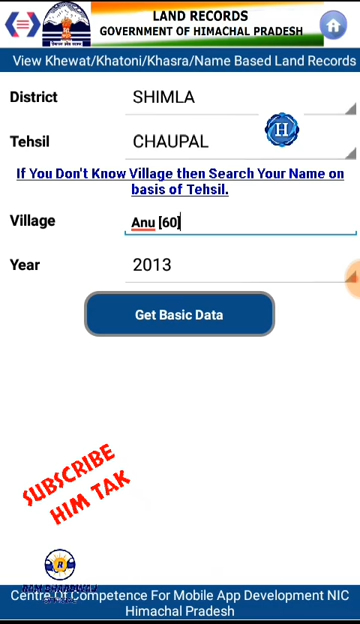 LAND RECORDS
GOVERNMENT OF HIMACHAL PRADESH
View Khewat/Khatoni/Khasra/Name Based Land Records
District SHIMLA
H
Tehsil CHAUPAL
If You Don't Know Village then Search Your Name on
basis of Tehsil.
Village Anu [60]
Year 2013
Get Basic Data
SUBSCRIBE
HIM TAK
Centre Of Competence For Mobile App Development NIC
Himachal Pradesh